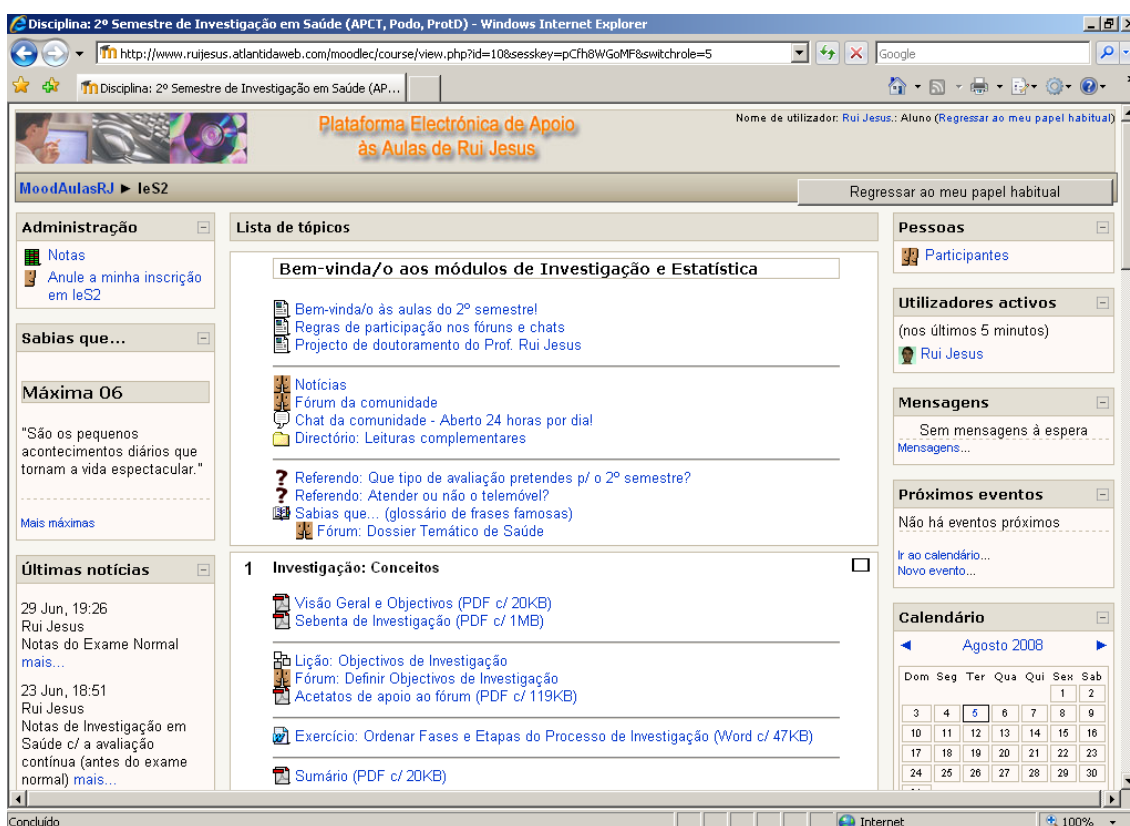 Disciplina: 2º Semestre de Investigação em Saúde (APCT, Podo, ProtD) - Windows Internet Explorer
http://www.ruijesus.atlantidaweb.com/moodlec/course/view.php?id=10&sesskey=pCfh8WGoMF&switchrole=5
Google
Disciplina: 2º Semestre de Investigação em Saúde (AP...
Plataforma Electrónica de Apoio
às Aulas de Rui Jesus
Nome de utilizador: Rui Jesus.: Aluno (Regressar ao meu papel habitual)
MoodAulasRJ ► IeS2
Regressar ao meu papel habitual
Administração
Notas
Anule a minha inscrição
em IeS2
Sabias que...
Máxima 06
"São os pequenos
acontecimentos diários que
tornam a vida espectacular."
Mais máximas
Últimas notícias
29 Jun, 19:26
Rui Jesus
Notas do Exame Normal
mais...
23 Jun, 18:51
Rui Jesus
Notas de Investigação em
Saúde c/ a avaliação
contínua (antes do exame
normal) mais...
Lista de tópicos
Bem-vinda/o aos módulos de Investigação e Estatística
Bem-vinda/o às aulas do 2º semestre!
Regras de participação nos fóruns e chats
Projecto de doutoramento do Prof. Rui Jesus
Notícias
Fórum da comunidade
Chat da comunidade - Aberto 24 horas por dia!
Directório: Leituras complementares
Referendo: Que tipo de avaliação pretendes p/ o 2º semestre?
Referendo: Atender ou não o telemóvel?
Sabias que... (glossário de frases famosas)
Fórum: Dossier Temático de Saúde
1 Investigação: Conceitos
Visão Geral e Objectivos (PDF c/ 20KB)
Sebenta de Investigação (PDF c/ 1MB)
Lição: Objectivos de Investigação
Fórum: Definir Objectivos de Investigação
Acetatos de apoio ao fórum (PDF c/ 119KB)
Exercício: Ordenar Fases e Etapas do Processo de Investigação (Word c/ 47KB)
Sumário (PDF c/ 20KB)
Pessoas
Participantes
Utilizadores activos
(nos últimos 5 minutos)
Rui Jesus
Mensagens
Sem mensagens à espera
Mensagens...
Próximos eventos
Não há eventos próximos
Ir ao calendário...
Novo evento...
Calendário
◄ Agosto 2008 ►
Dom Seg Ter Qua Qui Sex Sab
1 2
3 4 5 6 7 8 9
10 11 12 13 14 15 16
17 18 19 20 21 22 23
24 25 26 27 28 29 30
Concluído
Internet
100%